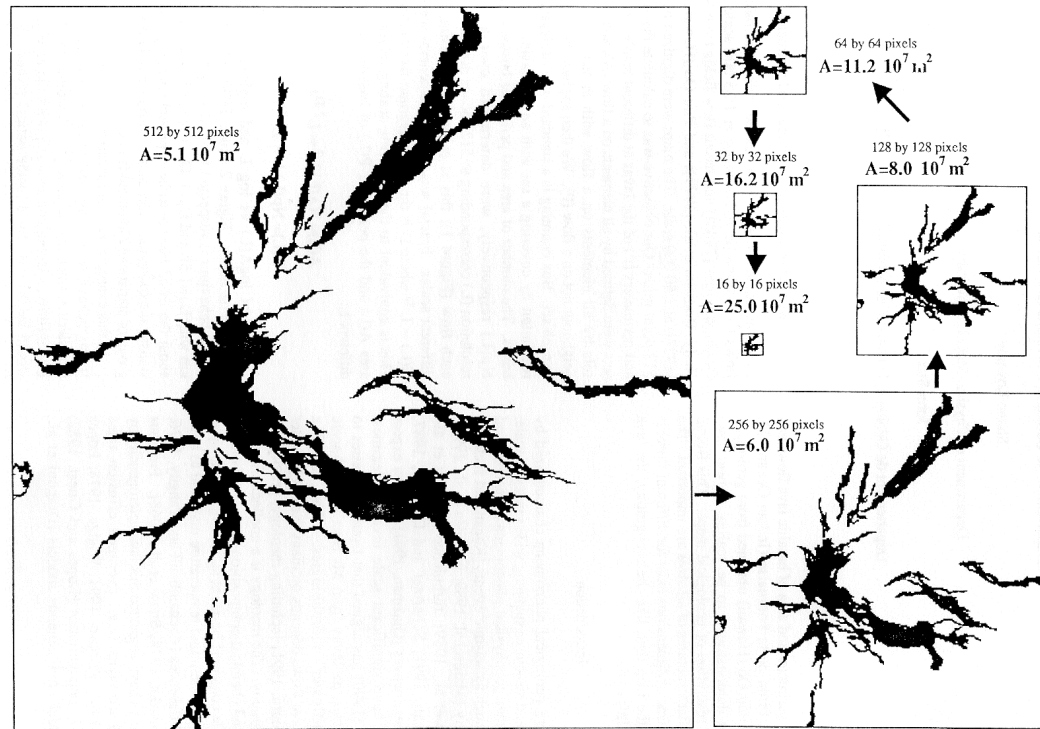 512 by 512 pixels
A=5.1 10⁷ m²
64 by 64 pixels
A=11.2 10⁷ m²
32 by 32 pixels
A=16.2 10⁷ m²
128 by 128 pixels
A=8.0 10⁷ m²
16 by 16 pixels
A=25.0 10⁷ m²
256 by 256 pixels
A=6.0 10⁷ m²